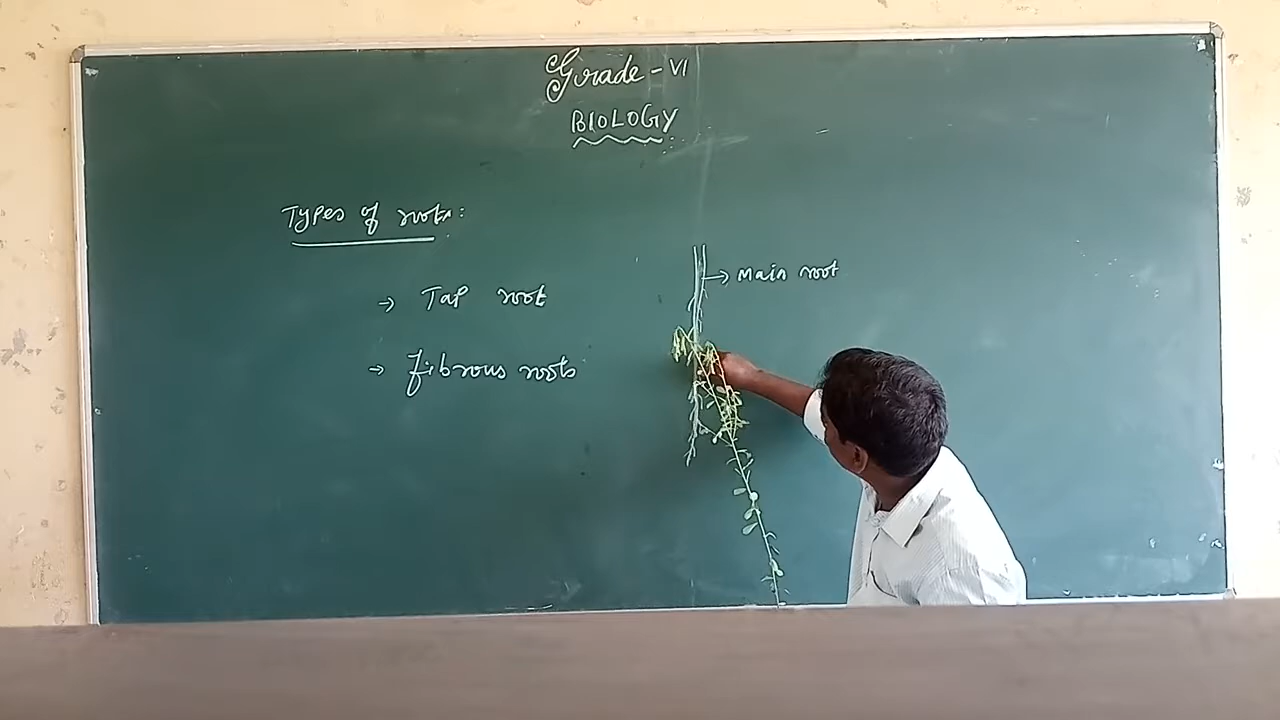 Grade - VI
BIOLOGY
Types of roots:
→ Tap root
→ fibrous roots
→ Main root